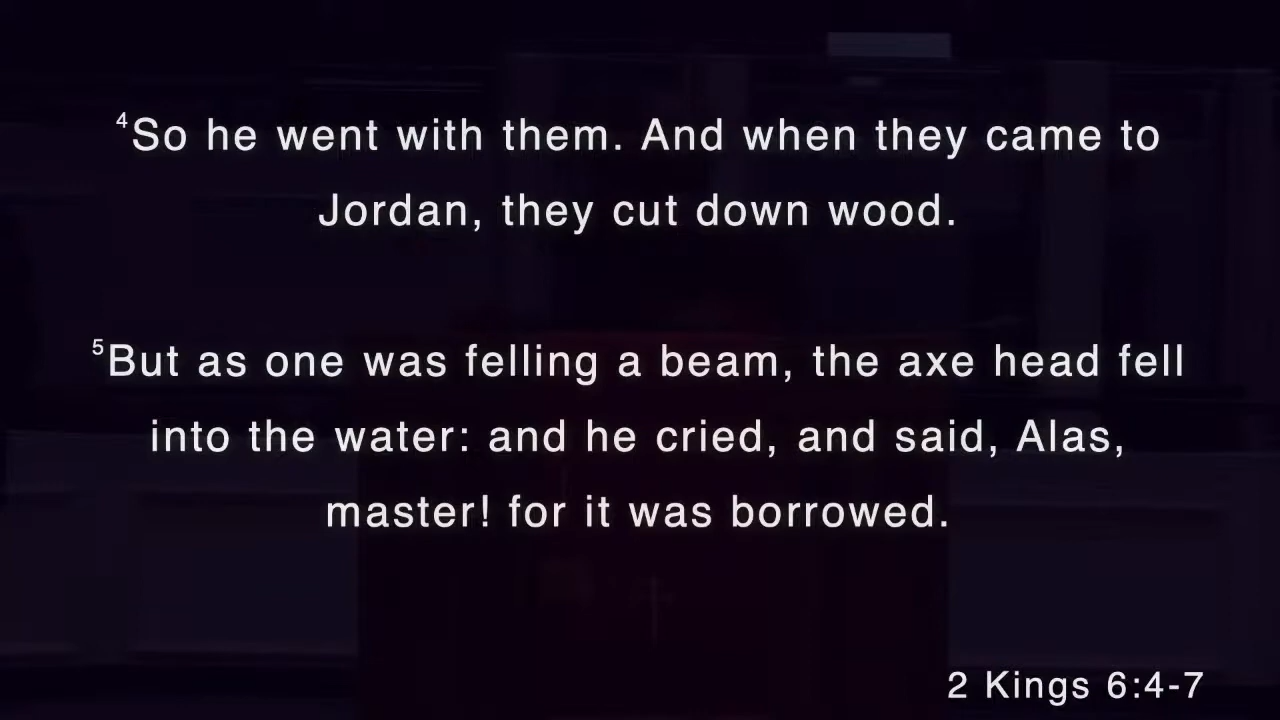 4So he went with them. And when they came to
Jordan, they cut down wood.
5But as one was felling a beam, the axe head fell
into the water: and he cried, and said, Alas,
master! for it was borrowed.
2 Kings 6:4-7